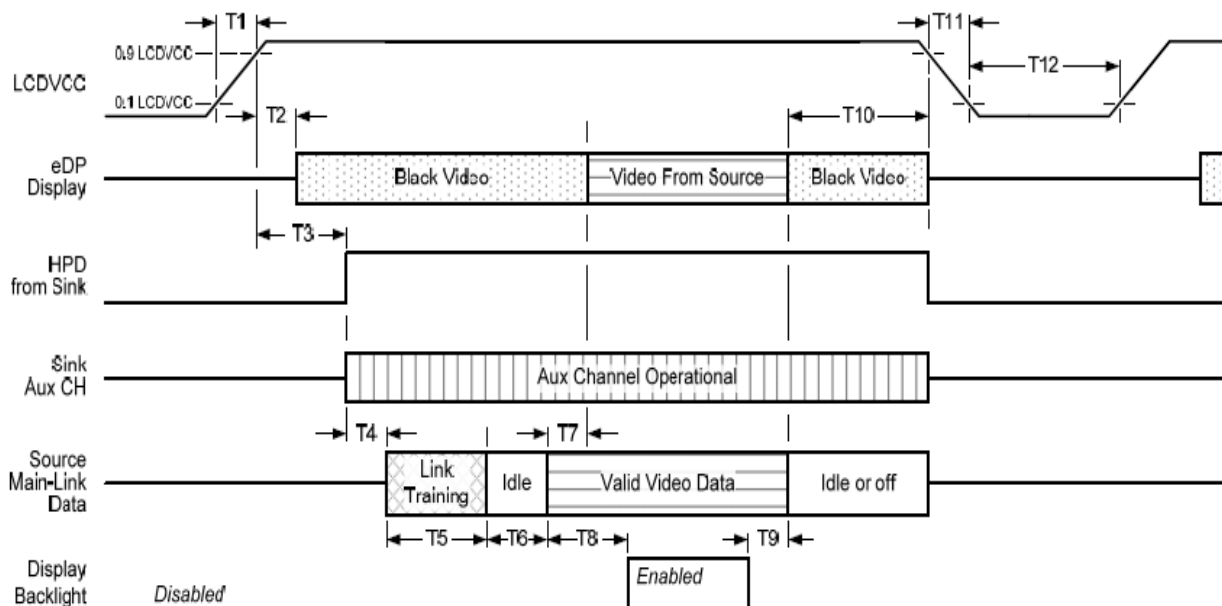 T1
T11
0.9 LCDVCC
LCDVCC
T12
0.1 LCDVCC
T2
T10
eDP
Display
Black Video
Video From Source
Black Video
T3
HPD
from Sink
Sink
Aux CH
Aux Channel Operational
T4
T7
Source
Main-Link
Data
Link
Training
Idle
Valid Video Data
Idle or off
T5
T6
T8
T9
Display
Backlight
Disabled
Enabled